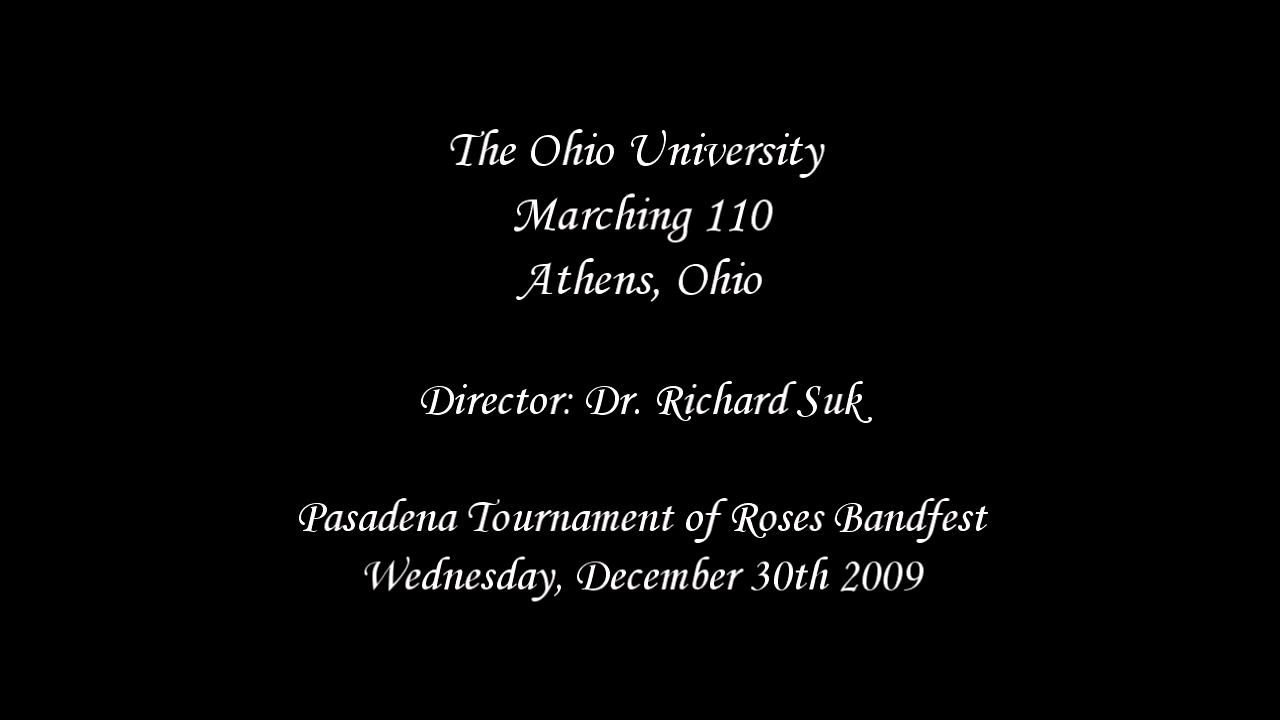 The Ohio University
Marching 110
Athens, Ohio
Director: Dr. Richard Suk
Pasadena Tournament of Roses Bandfest
Wednesday, December 30th 2009